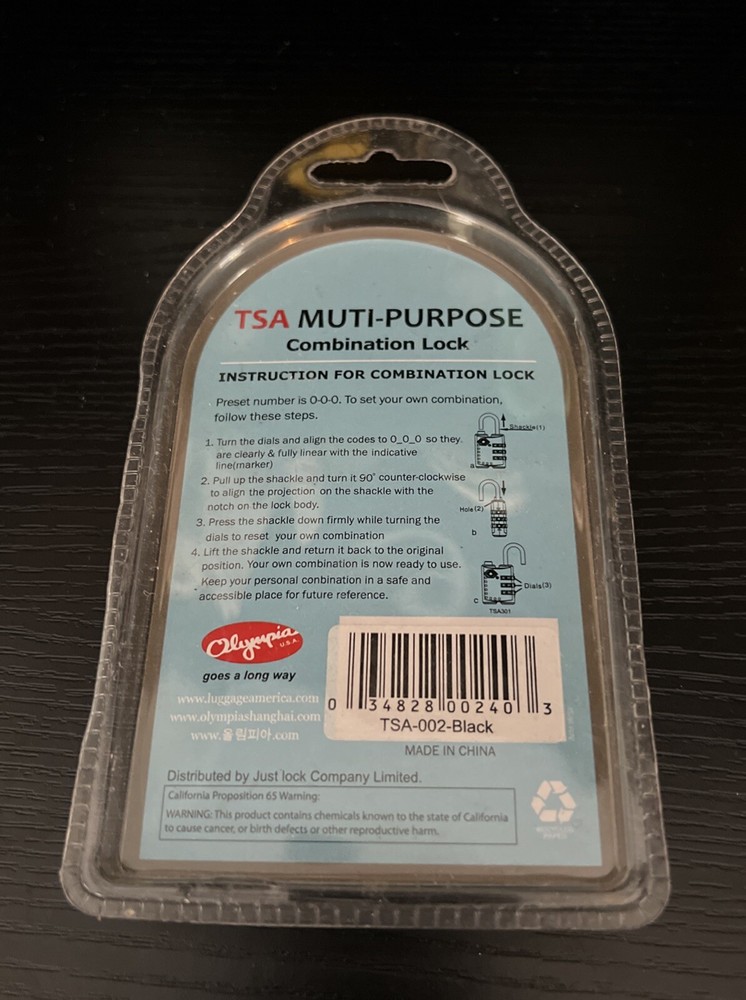 TSA MUTI-PURPOSE
Combination Lock
INSTRUCTION FOR COMBINATION LOCK
Preset number is 0-0-0. To set your own combination,
follow these steps.
1. Turn the dials and align the codes to 0_0_0 so they.
are clearly & fully linear with the indicative
line(marker)
2. Pull up the shackle and turn it 90° counter-clockwise
to align the projection on the shackle with the
notch on the lock body.
3. Press the shackle down firmly while turning the
dials to reset your own combination
4. Lift the shackle and return it back to the original
position. Your own combination is now ready to use.
Keep your personal conbination in a safe and
accessible place for future reference.
Shackle(1)
a
Hole(2)
b
Dials(3)
c
TSA301
Olympia
U.S.A.
goes a long way
www.luggageamerica.com
www.olympiashanghai.com
www.올림피아.com
0 34828 00240 3
TSA-002-Black
MADE IN CHINA
Distributed by Just lock Company Limited.
California Proposition 65 Warning:
WARNING: This product contains chemicals known to the state of California
to cause cancer, or birth defects or other reproductive harm.
RECYCLED
PAPER